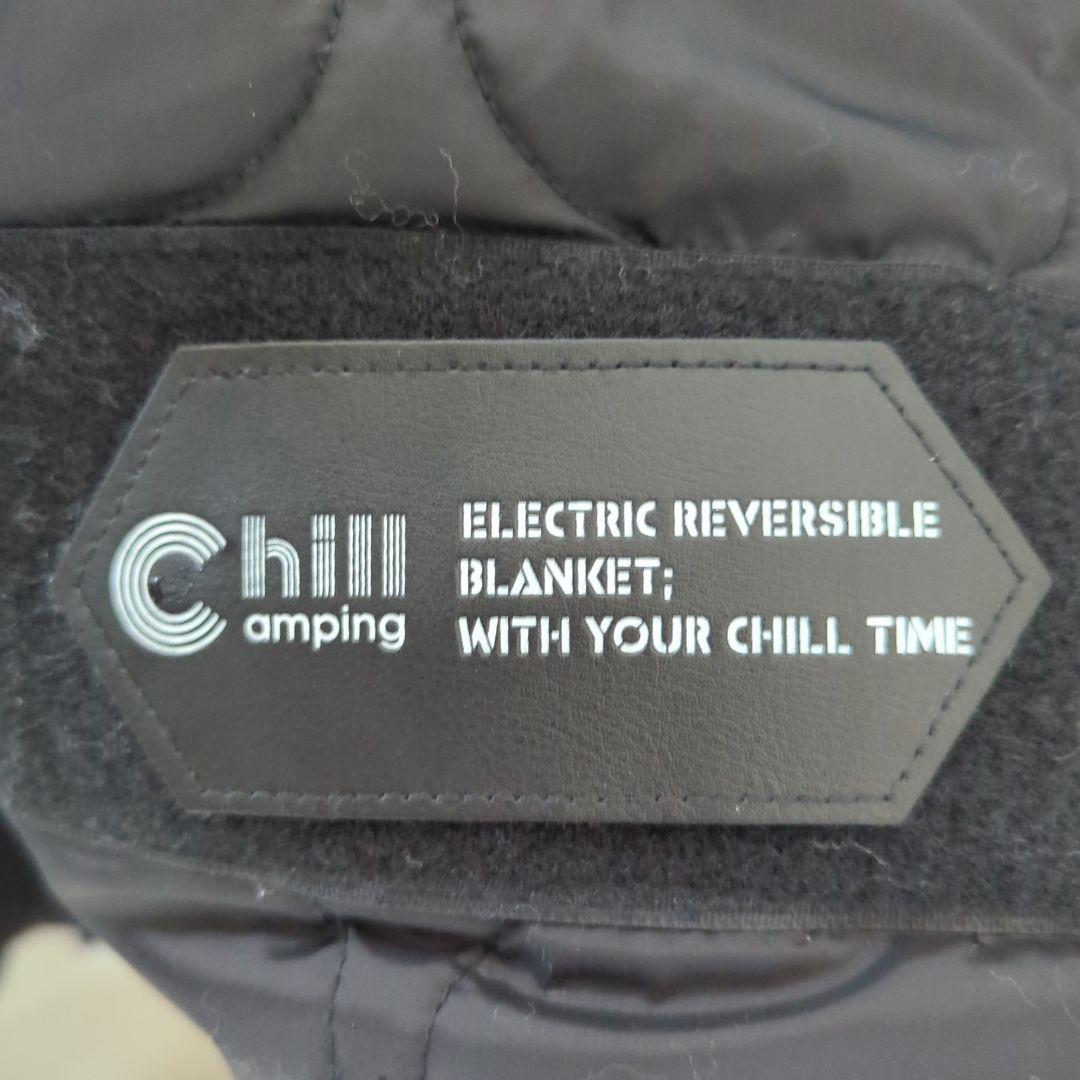 Chill
amping
ELECTRIC REVERSIBLE
BLANKET;
WITH YOUR CHILL TIME